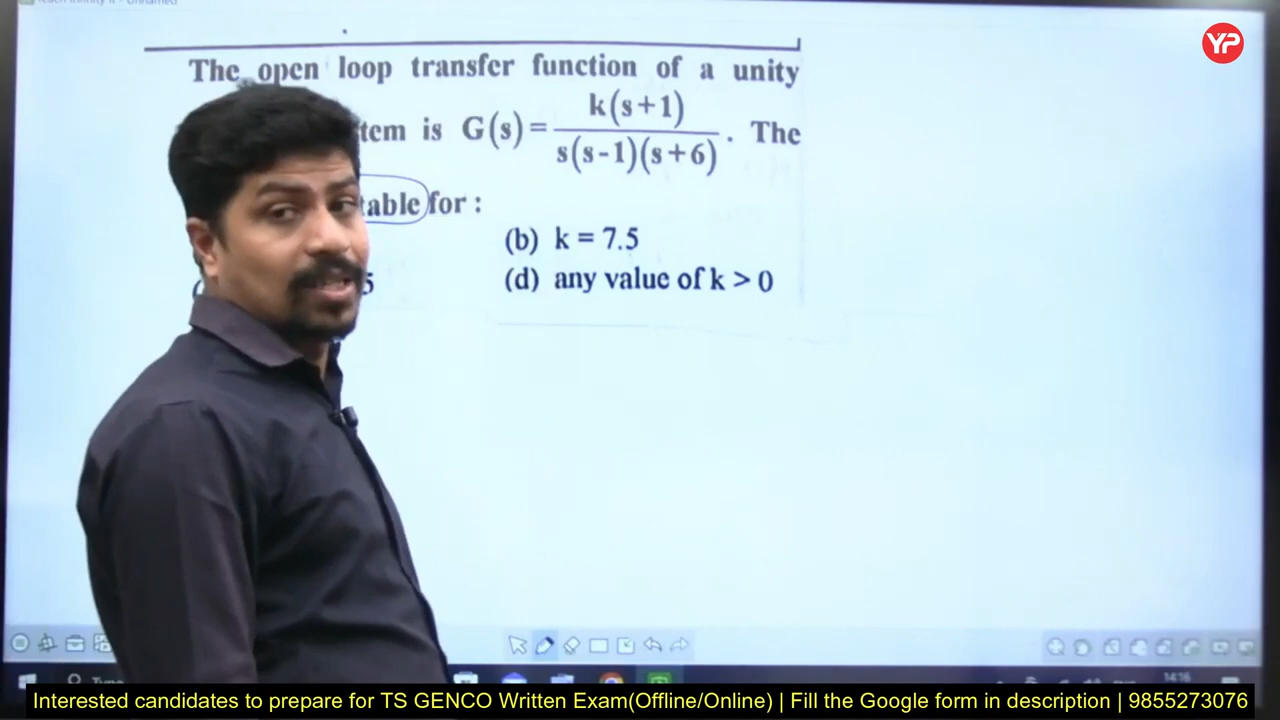 YP
The open loop transfer function of a unity
tem is G(s)= k(s+1) / s(s-1)(s+6) . The
table for :
(b) k = 7.5
5
(d) any value of k > 0
14:16
Interested candidates to prepare for TS GENCO Written Exam(Offline/Online) | Fill the Google form in description | 9855273076